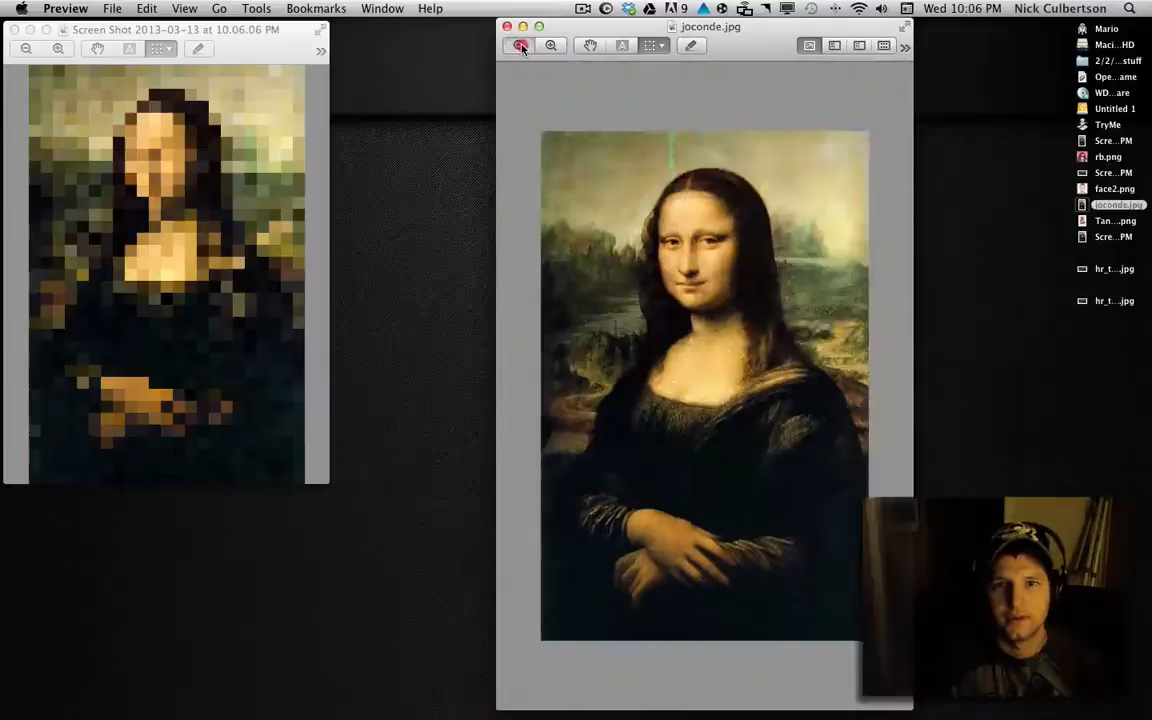 Preview File Edit View Go Tools Bookmarks Window Help 9 Wed 10:06 PM Nick Culbertson
Screen Shot 2013-03-13 at 10.06.06 PM
joconde.jpg
Mario
Maci...HD
2/2/...stuff
Ope...ame
WD...are
Untitled 1
TryMe
Scre...PM
rb.png
Scre...PM
face2.png
joconde.jpg
Tan....png
Scre...PM
hr_t....jpg
hr_t....jpg